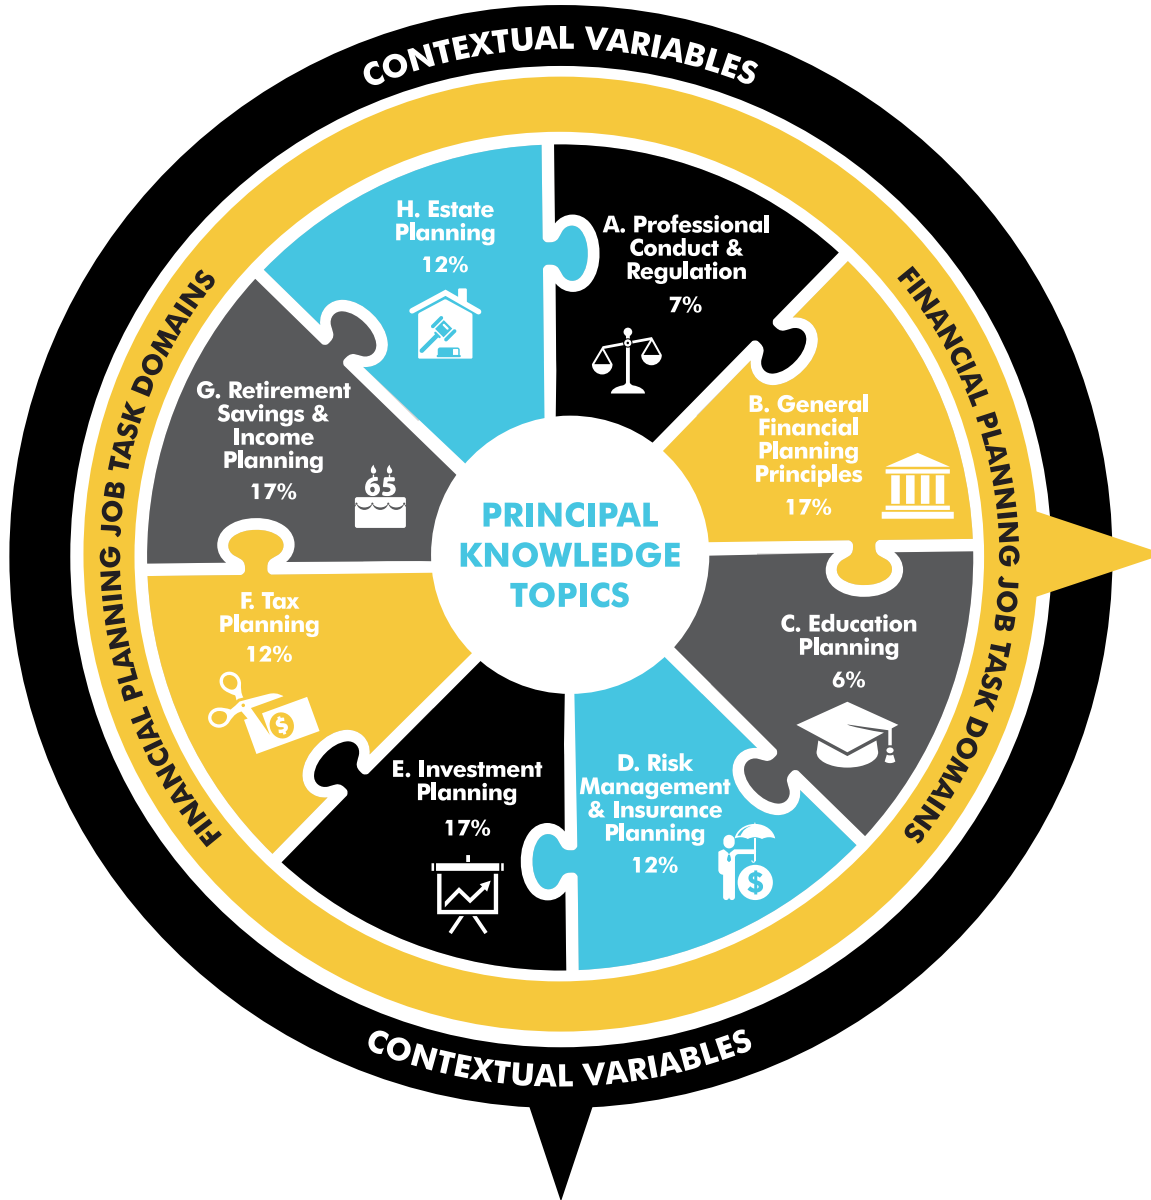 CONTEXTUAL VARIABLES
FINANCIAL PLANNING JOB TASK DOMAINS
FINANCIAL PLANNING JOB TASK DOMAINS
A. Professional
Conduct &
Regulation
7%
B. General
Financial
Planning
Principles
17%
C. Education
Planning
6%
D. Risk
Management
& Insurance
Planning
12%
$
E. Investment
Planning
17%
F. Tax
Planning
12%
$
G. Retirement
Savings &
Income
Planning
17%
65
H. Estate
Planning
12%
PRINCIPAL
KNOWLEDGE
TOPICS
CONTEXTUAL VARIABLES